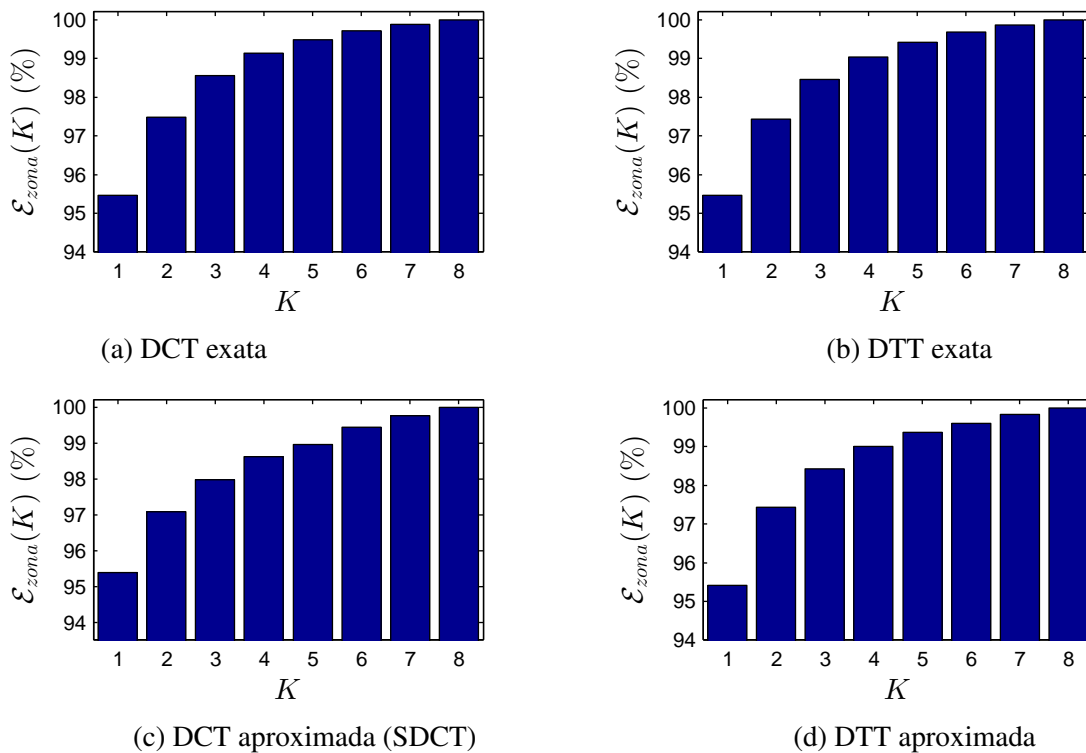 100
99
98
97
96
95
94
ℰzona(K) (%)
1 2 3 4 5 6 7 8
K
(a) DCT exata
100
99
98
97
96
95
94
ℰzona(K) (%)
1 2 3 4 5 6 7 8
K
(b) DTT exata
100
99
98
97
96
95
94
ℰzona(K) (%)
1 2 3 4 5 6 7 8
K
(c) DCT aproximada (SDCT)
100
99
98
97
96
95
94
ℰzona(K) (%)
1 2 3 4 5 6 7 8
K
(d) DTT aproximada